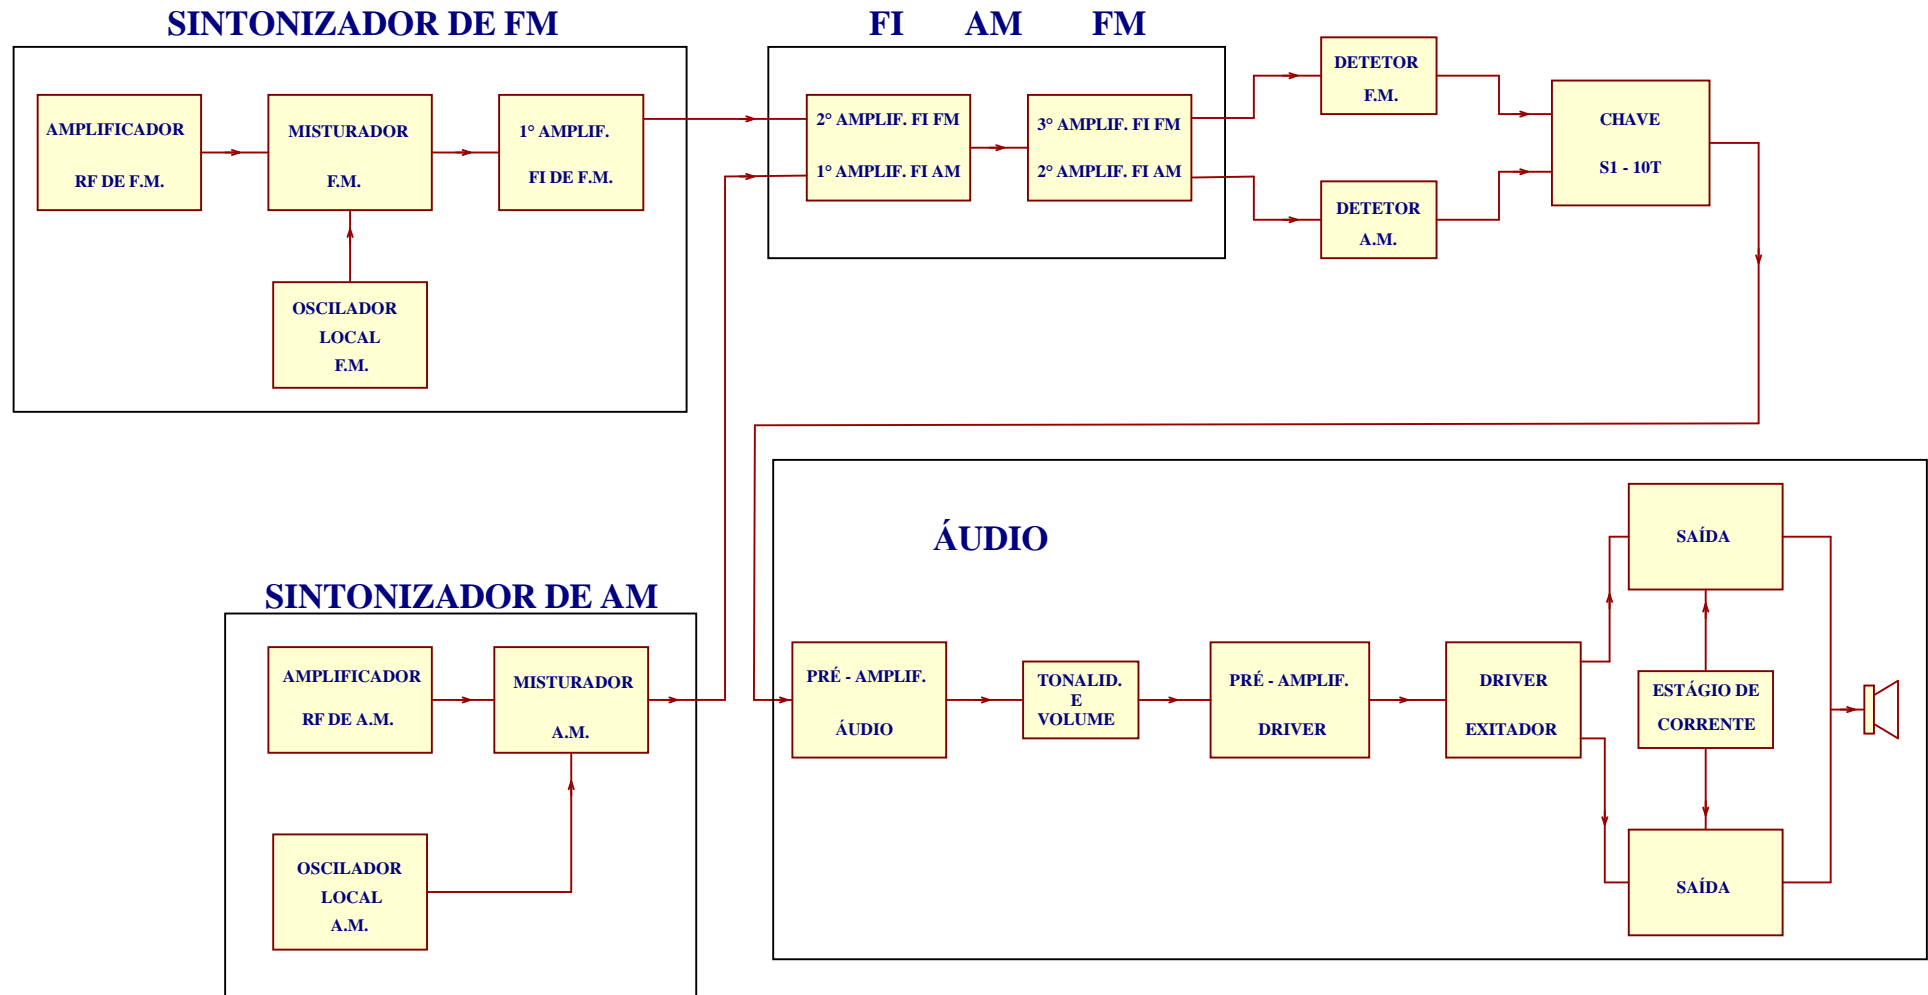 SINTONIZADOR DE FM
AMPLIFICADOR
RF DE F.M.
MISTURADOR
F.M.
1° AMPLIF.
FI DE F.M.
OSCILADOR
LOCAL
F.M.
FI AM FM
2° AMPLIF. FI FM
1° AMPLIF. FI AM
3° AMPLIF. FI FM
2° AMPLIF. FI AM
DETETOR
F.M.
DETETOR
A.M.
CHAVE
S1 - 10T
SINTONIZADOR DE AM
AMPLIFICADOR
RF DE A.M.
MISTURADOR
A.M.
OSCILADOR
LOCAL
A.M.
ÁUDIO
PRÉ - AMPLIF.
ÁUDIO
TONALID.
E
VOLUME
PRÉ - AMPLIF.
DRIVER
DRIVER
EXITADOR
SAÍDA
ESTÁGIO DE
CORRENTE
SAÍDA